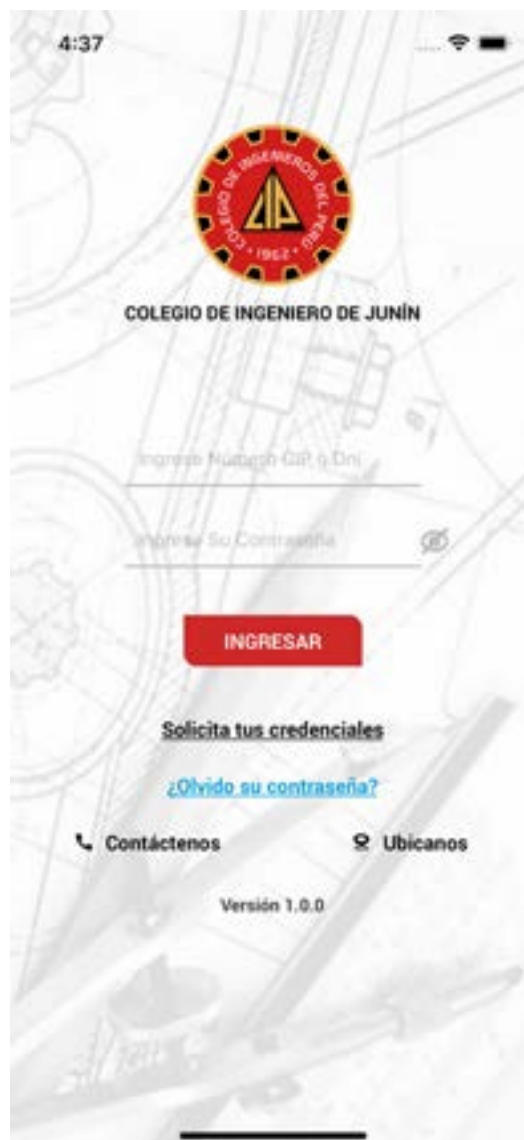 4:37
COLEGIO DE INGENIEROS DEL PERÚ
CIP
• 1962 •
COLEGIO DE INGENIERO DE JUNÍN
Ingrese Número CIP o Dni
Ingrese Su Contraseña
INGRESAR
Solicita tus credenciales
¿Olvido su contraseña?
Contáctenos
Ubicanos
Versión 1.0.0